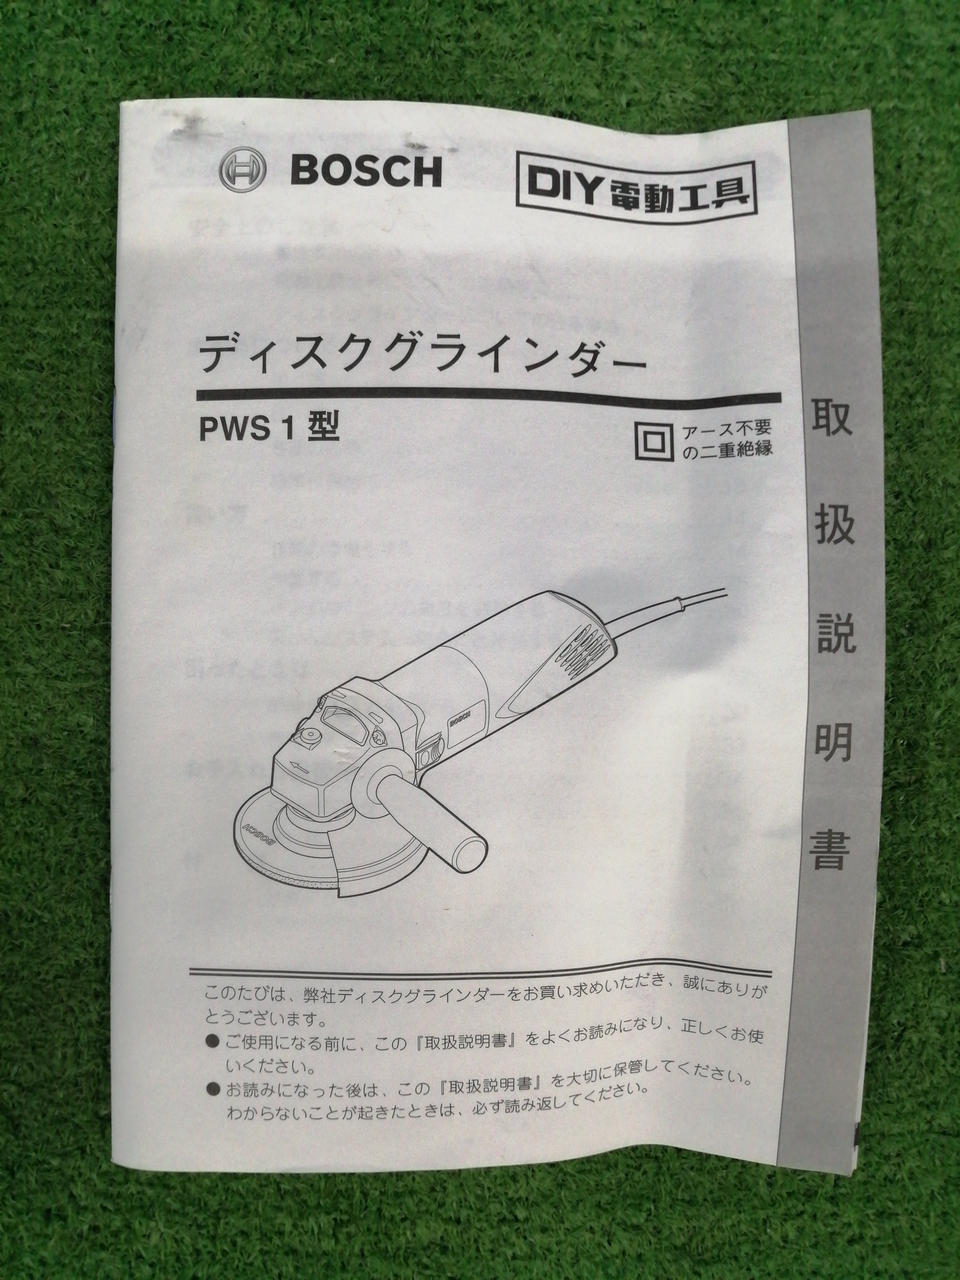 BOSCH
DIY電動工具
ディスクグラインダー
PWS 1 型
アース不要
の二重絶縁
取扱説明書
BOSCH
BOSCH
このたびは、弊社ディスクグラインダーをお買い求めいただき、誠にありが
とうございます。
● ご使用になる前に、この『取扱説明書』をよくお読みになり、正しくお使
いください。
● お読みになった後は、この『取扱説明書』を大切に保管してください。
わからないことが起きたときは、必ず読み返してください。